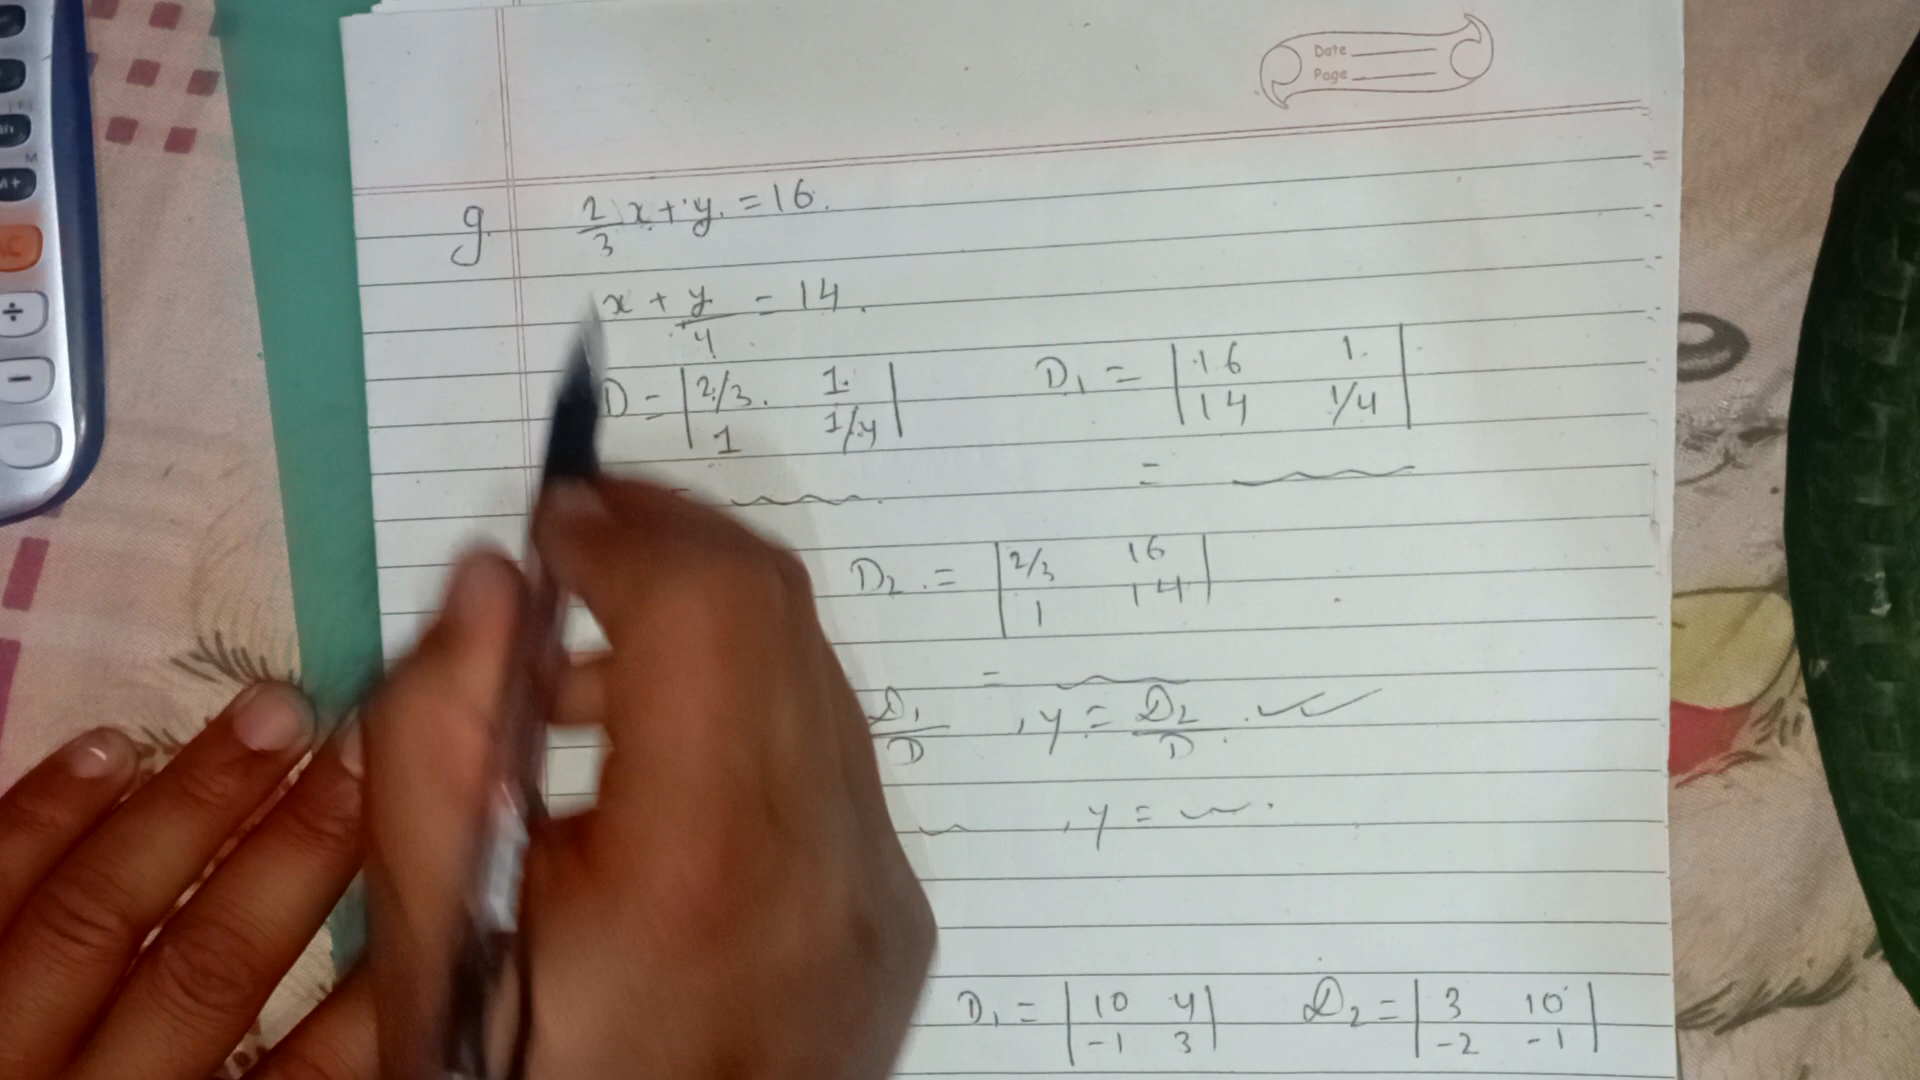 Date
Page
g. 2/3 x + y = 16.
x + y/4 = 14.
D = | 2/3 1 | D₁ = | 16 1 |
| 1 1/4 | | 14 1/4 |
= =
D₂ = | 2/3 16 |
| 1 14 |
=
D₁/D , y = D₂/D
, y =
D₁ = | 10 4 | D₂ = | 3 10 |
| -1 3 | | -2 -1 |